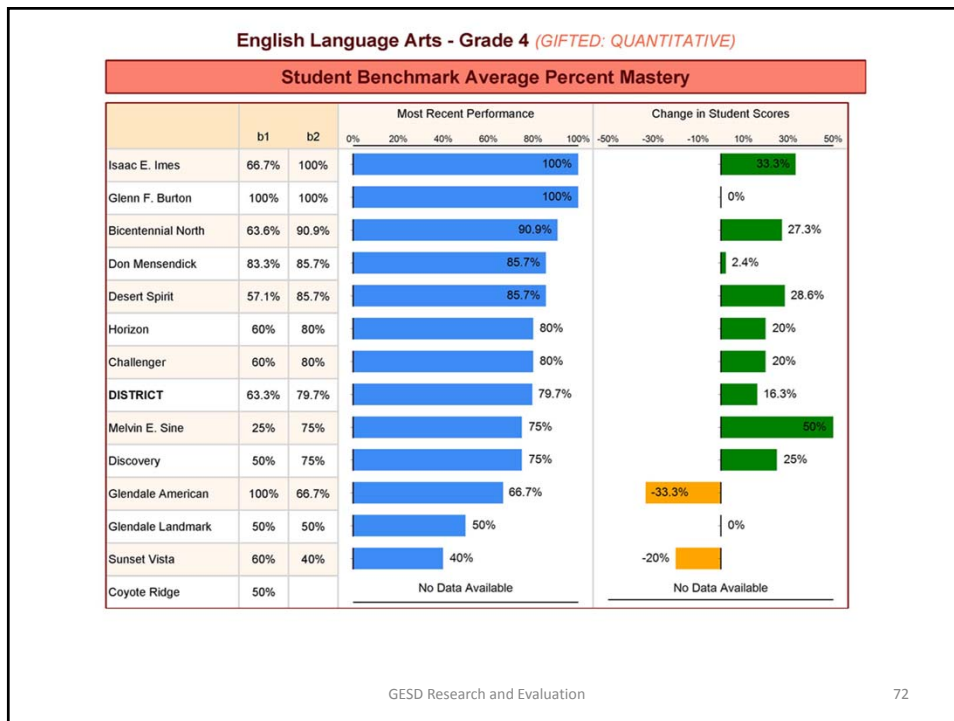 English Language Arts - Grade 4 (GIFTED: QUANTITATIVE)
Student Benchmark Average Percent Mastery
Most Recent Performance Change in Student Scores
b1 b2 0% 20% 40% 60% 80% 100% -50% -30% -10% 10% 30% 50%
Isaac E. Imes 66.7% 100% 100% 33.3%
Glenn F. Burton 100% 100% 100% 0%
Bicentennial North 63.6% 90.9% 90.9% 27.3%
Don Mensendick 83.3% 85.7% 85.7% 2.4%
Desert Spirit 57.1% 85.7% 85.7% 28.6%
Horizon 60% 80% 80% 20%
Challenger 60% 80% 80% 20%
DISTRICT 63.3% 79.7% 79.7% 16.3%
Melvin E. Sine 25% 75% 75% 50%
Discovery 50% 75% 75% 25%
Glendale American 100% 66.7% 66.7% -33.3%
Glendale Landmark 50% 50% 50% 0%
Sunset Vista 60% 40% 40% -20%
Coyote Ridge 50% No Data Available No Data Available
GESD Research and Evaluation 72